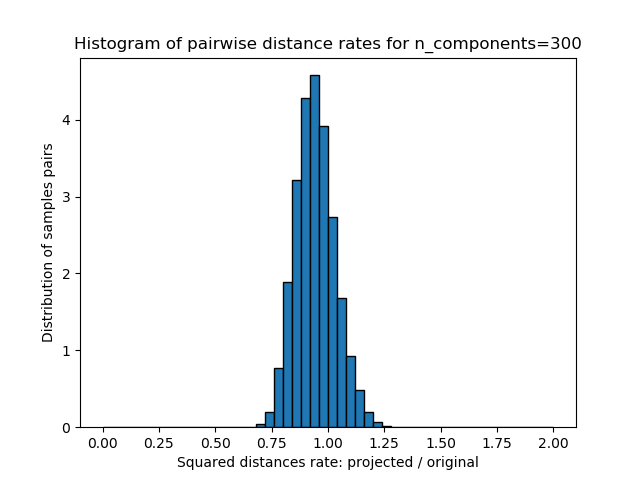 Histogram of pairwise distance rates for n_components=300
Distribution of samples pairs
4
3
2
1
0
0.00 0.25 0.50 0.75 1.00 1.25 1.50 1.75 2.00
Squared distances rate: projected / original